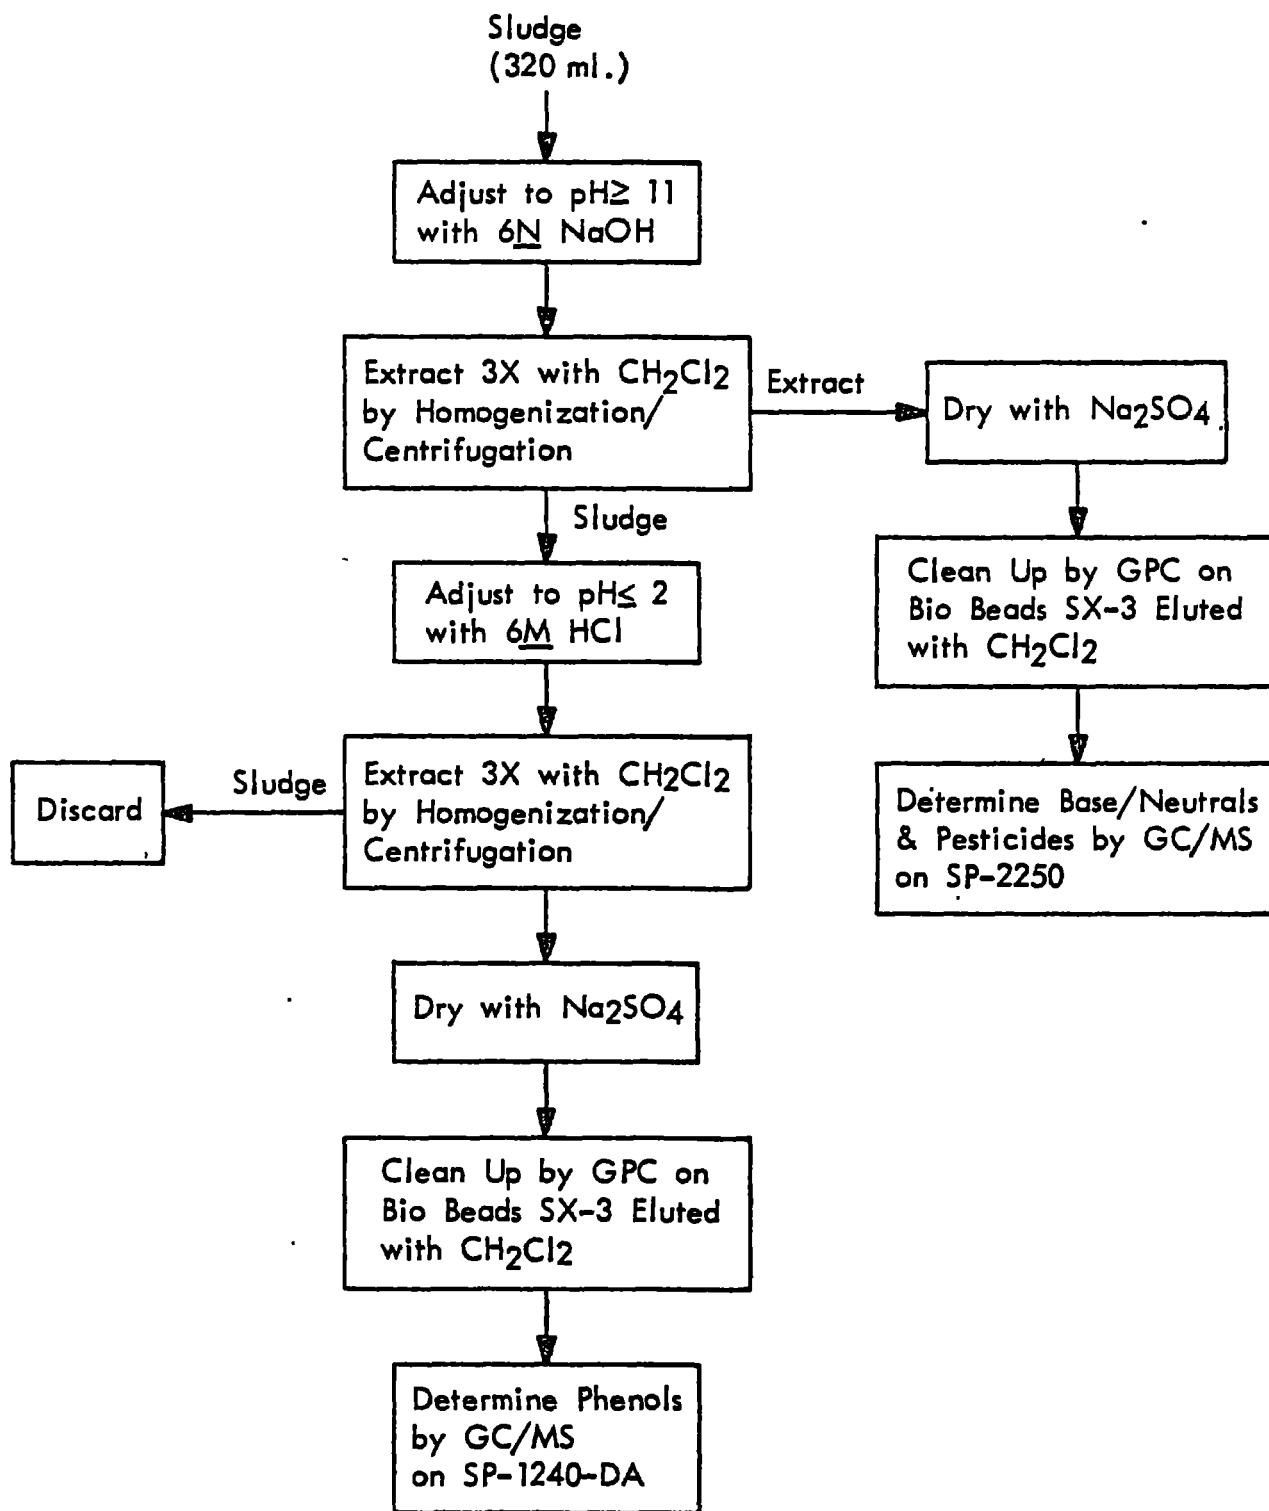 Sludge
(320 ml.)
Adjust to pH≥ 11
with 6N NaOH
Extract 3X with CH2Cl2
by Homogenization/
Centrifugation
Extract
Dry with Na2SO4
Sludge
Clean Up by GPC on
Bio Beads SX-3 Eluted
with CH2Cl2
Adjust to pH≤ 2
with 6M HCl
Determine Base/Neutrals
& Pesticides by GC/MS
on SP-2250
Extract 3X with CH2Cl2
by Homogenization/
Centrifugation
Sludge
Discard
Dry with Na2SO4
Clean Up by GPC on
Bio Beads SX-3 Eluted
with CH2Cl2
Determine Phenols
by GC/MS
on SP-1240-DA